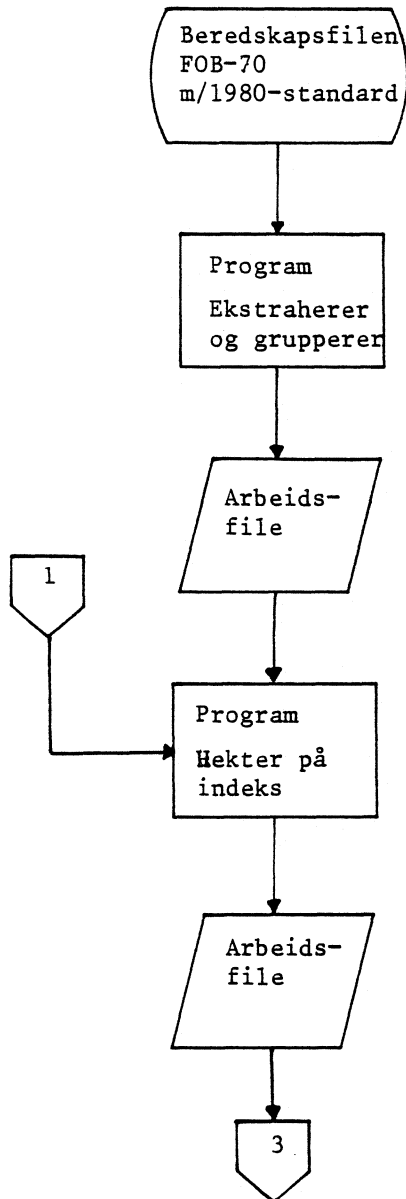 Beredskapsfilen
FOB-70
m/1980-standard
Program
Ekstraherer
og grupperer
Arbeids-
file
1
Program
Hekter på
indeks
Arbeids-
file
3